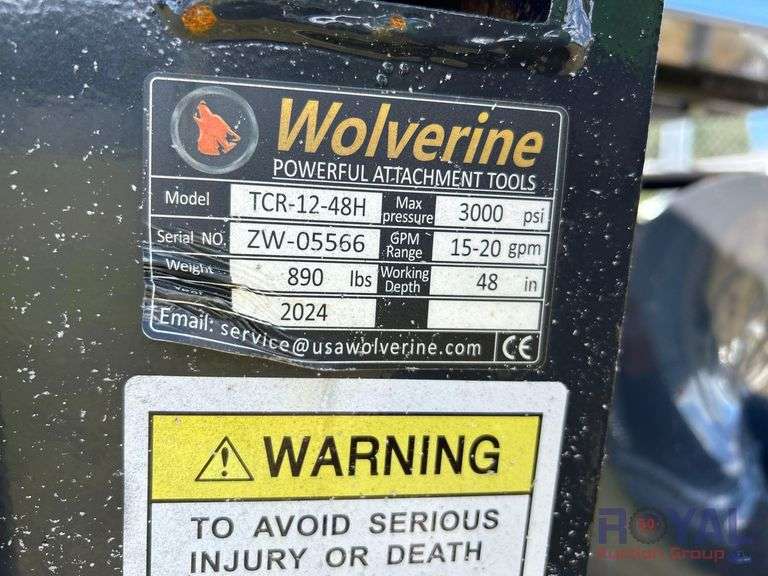 Wolverine
POWERFUL ATTACHMENT TOOLS
Model TCR-12-48H Max pressure 3000 psi
Serial NO. ZW-05566 GPM Range 15-20 gpm
Weight 890 lbs Working Depth 48 in
2024
Email: service@usawolverine.com CE
WARNING
TO AVOID SERIOUS
INJURY OR DEATH
ROYAL
Auction Group